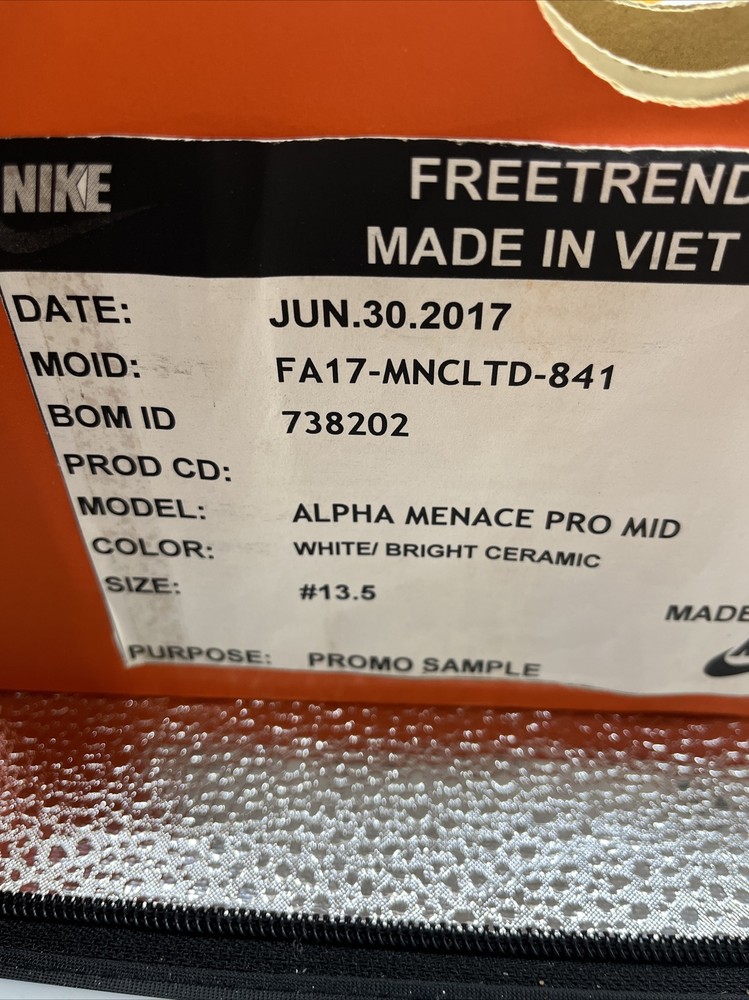 NIKE
FREETREND
MADE IN VIET
DATE: JUN.30.2017
MOID: FA17-MNCLTD-841
BOM ID 738202
PROD CD:
MODEL: ALPHA MENACE PRO MID
COLOR: WHITE/ BRIGHT CERAMIC
SIZE: #13.5
MADE
PURPOSE: PROMO SAMPLE